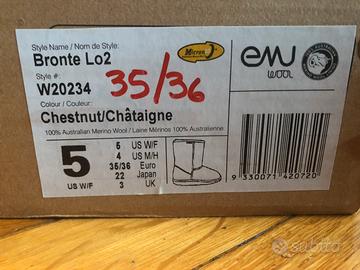 Style Name / Nom de Style:
Bronte Lo2
Style #:
W20234
35/36
Colour / Couleur:
Chestnut/Châtaigne
100% Australian Merino Wool / Laine Mérinos 100% Australienne
Micron
emu
wool
5
US W/F
5 US W/F
4 US M/H
35/36 Euro
22 Japan
3 UK
9 330071 420720
subito